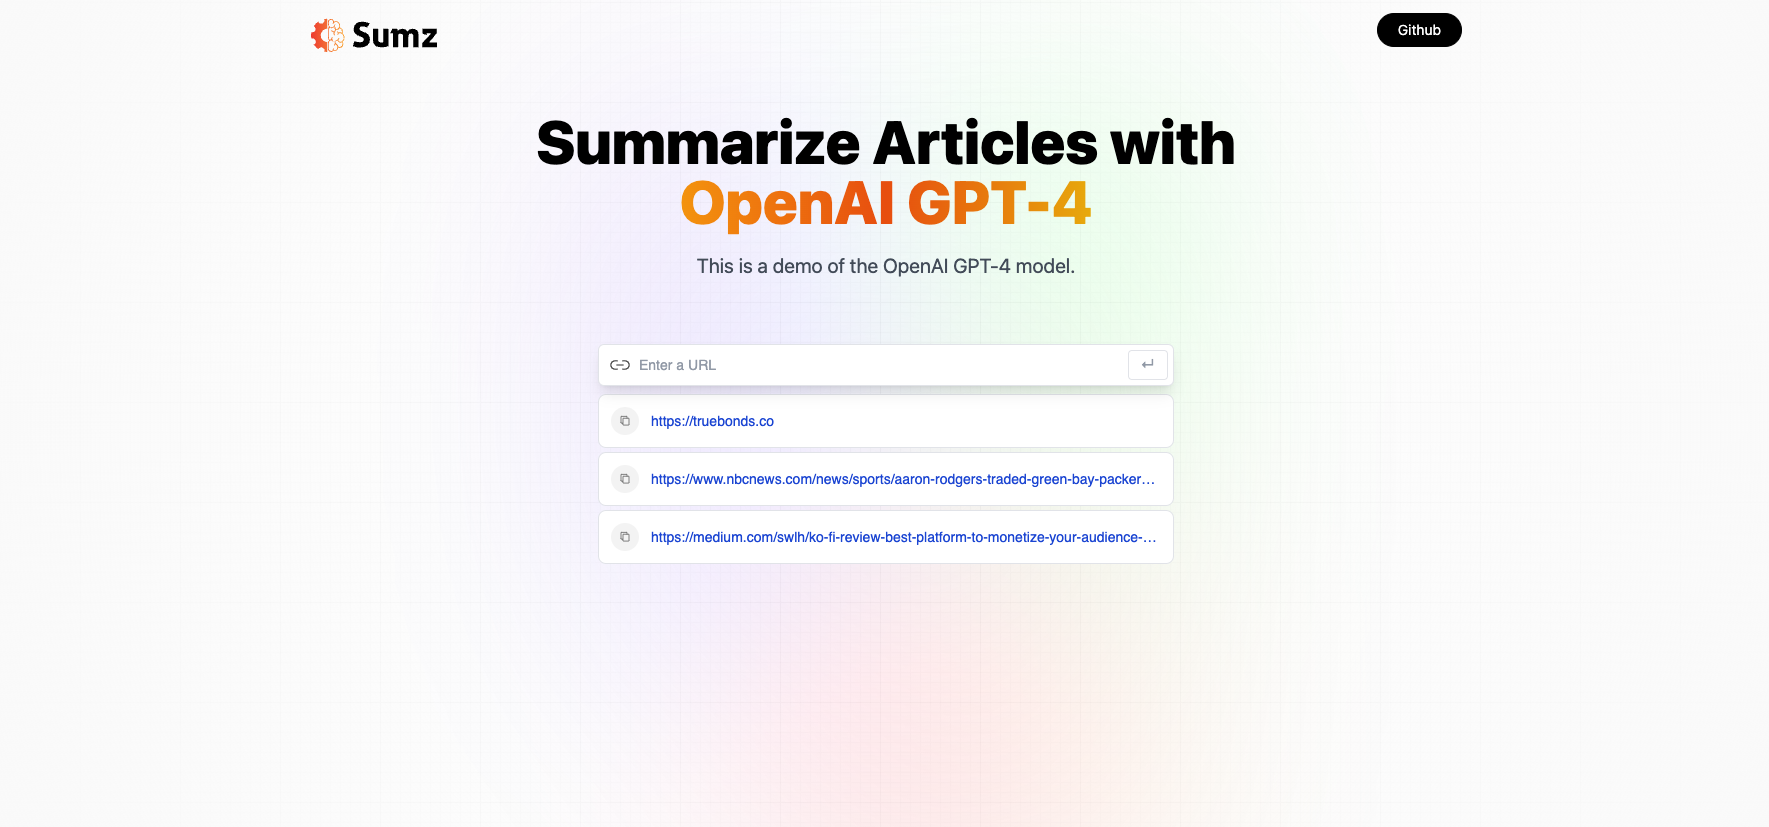 Sumz
Github
Summarize Articles with
OpenAI GPT-4
This is a demo of the OpenAI GPT-4 model.
Enter a URL
https://truebonds.co
https://www.nbcnews.com/news/sports/aaron-rodgers-traded-green-bay-packer...
https://medium.com/swlh/ko-fi-review-best-platform-to-monetize-your-audience-...